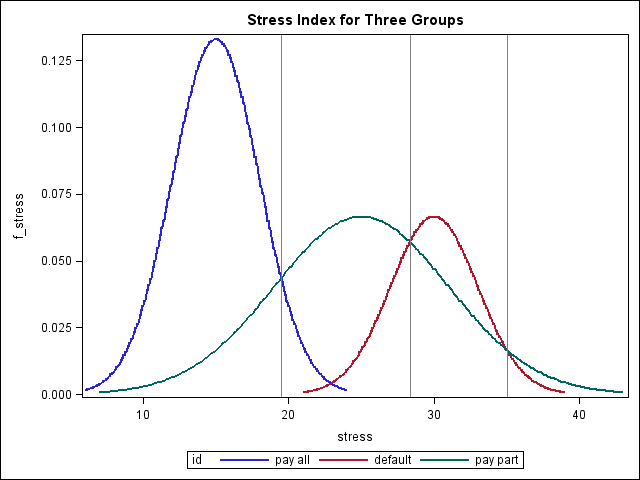 Stress Index for Three Groups
0.125
0.100
0.075
0.050
0.025
0.000
f_stress
10 20 30 40
stress
id pay all default pay part